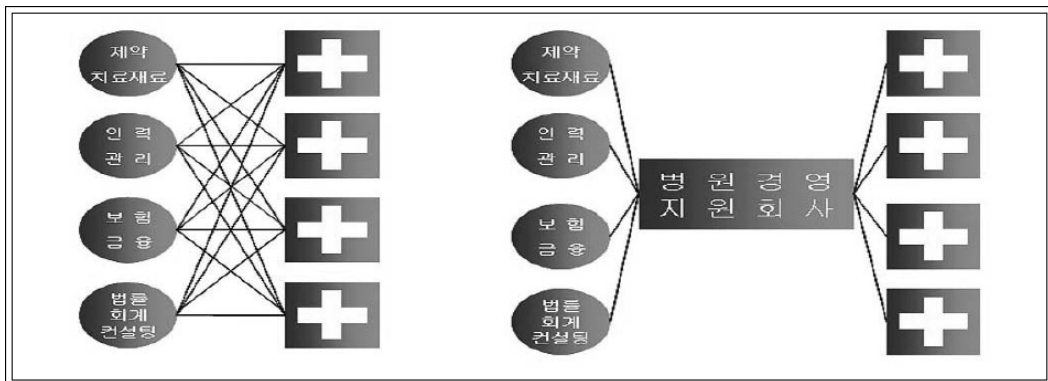 제약
치료재료
인 력
관 리
보 험
금 융
법률
회계
컨설팅
제약
치료재료
인 력
관 리
보 험
금 융
법률
회계
컨설팅
병 원 경 영
지 원 회 사